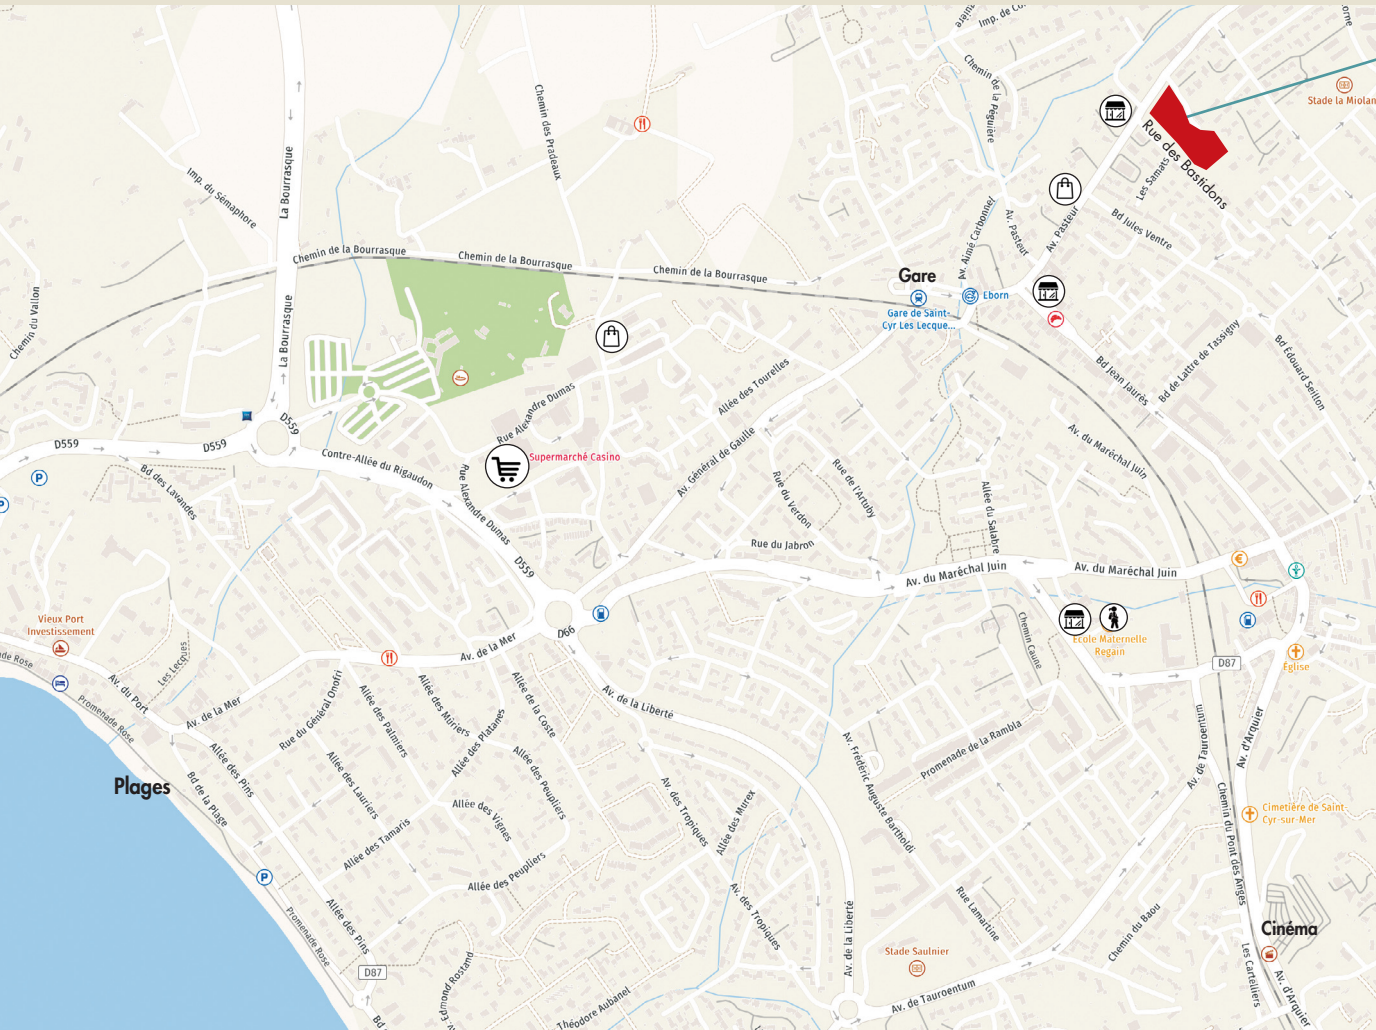 Imp. de
Chemin de la Péguière
Stade la Miolan
Rue des Bastidons
Les Samats
Chemin des Pradeaux
La Bourrasque
Imp. du Sémaphore
Av. Aimé Carbonnel
Av. Pasteur
Av. Pasteur
Bd Jules Ventre
Chemin de la Bourrasque
Chemin de la Bourrasque
Chemin de la Bourrasque
Gare
Eborn
Gare de Saint-
Cyr Les Lecque...
Chemin du Vallon
La Bourrasque
Bd Jean Jaurès
Bd de Lattre de Tassigny
Bd Édouard Seillon
Allée des Tourelles
Rue Alexandre Dumas
D559
D559
D559
Contre-Allée du Rigaudon
Supermarché Casino
Av. Général de Gaulle
Av. du Maréchal Juin
P
P
Bd des Lavandes
Rue Alexandre Dumas
Rue du Verdon
Rue de l'Artuby
Allée du Salabre
Rue du Jabron
D559
Av. du Maréchal Juin
Av. du Maréchal Juin
€
Vieux Port
Investissement
D66
Av. de la Mer
Chemin Caune
École Maternelle
Regain
D87
Église
de Rose
Promenade Rose
Av. du Port
Les Lecques
Av. de la Mer
Rue du Général Onofri
Allée des Palmiers
Allée des Mûriers
Allée des Platanes
Allée de la Coste
Av. de la Liberté
Av. Frédéric Auguste Bartholdi
Promenade de la Rambla
Av. de Tauroentum
Av. d'Arquier
Plages
Allée des Pins
Bd de la Plage
Allée des Lauriers
Allée des Tamaris
Allée des Vignes
Allée des Peupliers
Allée des Peupliers
Av. des Tropiques
Allée des Murex
Chemin du Pont des Anges
Cimetière de Saint-
Cyr-sur-Mer
P
Promenade Rose
Allée des Pins
Av. des Tropiques
Av. de la Liberté
Rue Lamartine
Chemin du Baou
Cinéma
Stade Saulnier
D87
Edmond Rostand
Théodore Aubanel
Av. de Tauroentum
Les Carteliers
Av. d'Arquier
Bd